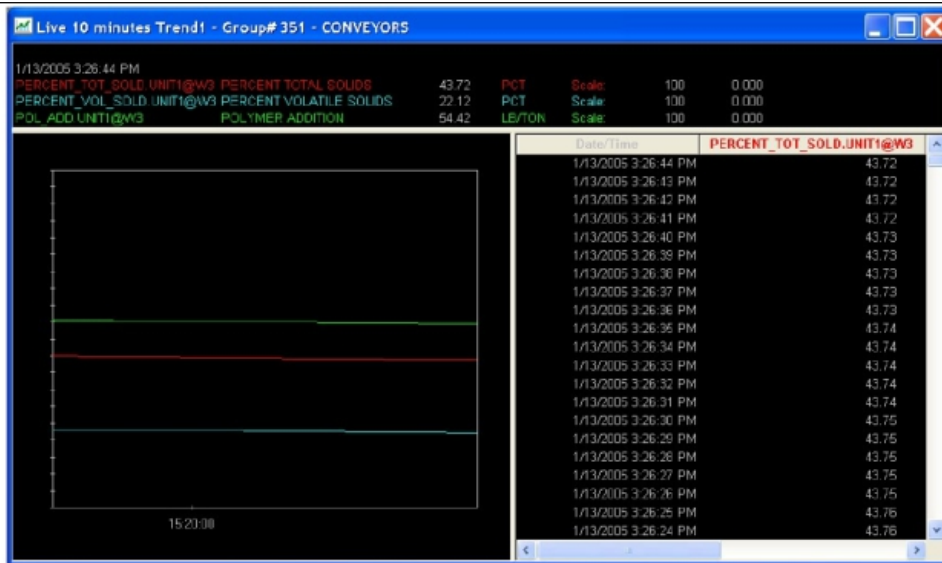 Live 10 minutes Trend1 - Group# 351 - CONVEYORS
1/13/2005 3:26:44 PM
PERCENT_TOT_SOLD.UNIT1@W3 PERCENT TOTAL SOLIDS 43.72 PCT Scale: 100 0.000
PERCENT_VOL_SOLD.UNIT1@W3 PERCENT VOLATILE SOLIDS 22.12 PCT Scale: 100 0.000
POL_ADD.UNIT1@W3 POLYMER ADDITION 54.42 LB/TON Scale: 100 0.000
Date/Time PERCENT_TOT_SOLD.UNIT1@W3
1/13/2005 3:26:44 PM 43.72
1/13/2005 3:26:43 PM 43.72
1/13/2005 3:26:42 PM 43.72
1/13/2005 3:26:41 PM 43.72
1/13/2005 3:26:40 PM 43.73
1/13/2005 3:26:39 PM 43.73
1/13/2005 3:26:38 PM 43.73
1/13/2005 3:26:37 PM 43.73
1/13/2005 3:26:36 PM 43.73
1/13/2005 3:26:35 PM 43.74
1/13/2005 3:26:34 PM 43.74
1/13/2005 3:26:33 PM 43.74
1/13/2005 3:26:32 PM 43.74
1/13/2005 3:26:31 PM 43.74
1/13/2005 3:26:30 PM 43.75
1/13/2005 3:26:29 PM 43.75
1/13/2005 3:26:28 PM 43.75
1/13/2005 3:26:27 PM 43.75
1/13/2005 3:26:26 PM 43.75
1/13/2005 3:26:25 PM 43.76
1/13/2005 3:26:24 PM 43.76